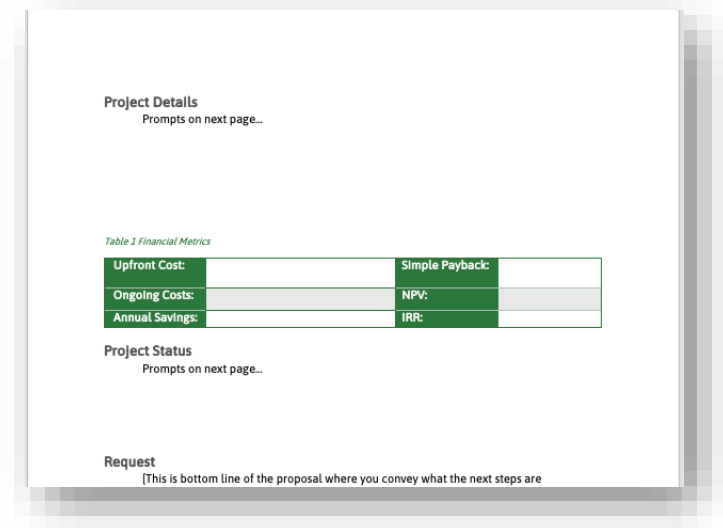 Project Details
Prompts on next page...
Table 1 Financial Metrics
Upfront Cost: Simple Payback:
Ongoing Costs: NPV:
Annual Savings: IRR:
Project Status
Prompts on next page...
Request
[This is bottom line of the proposal where you convey what the next steps are